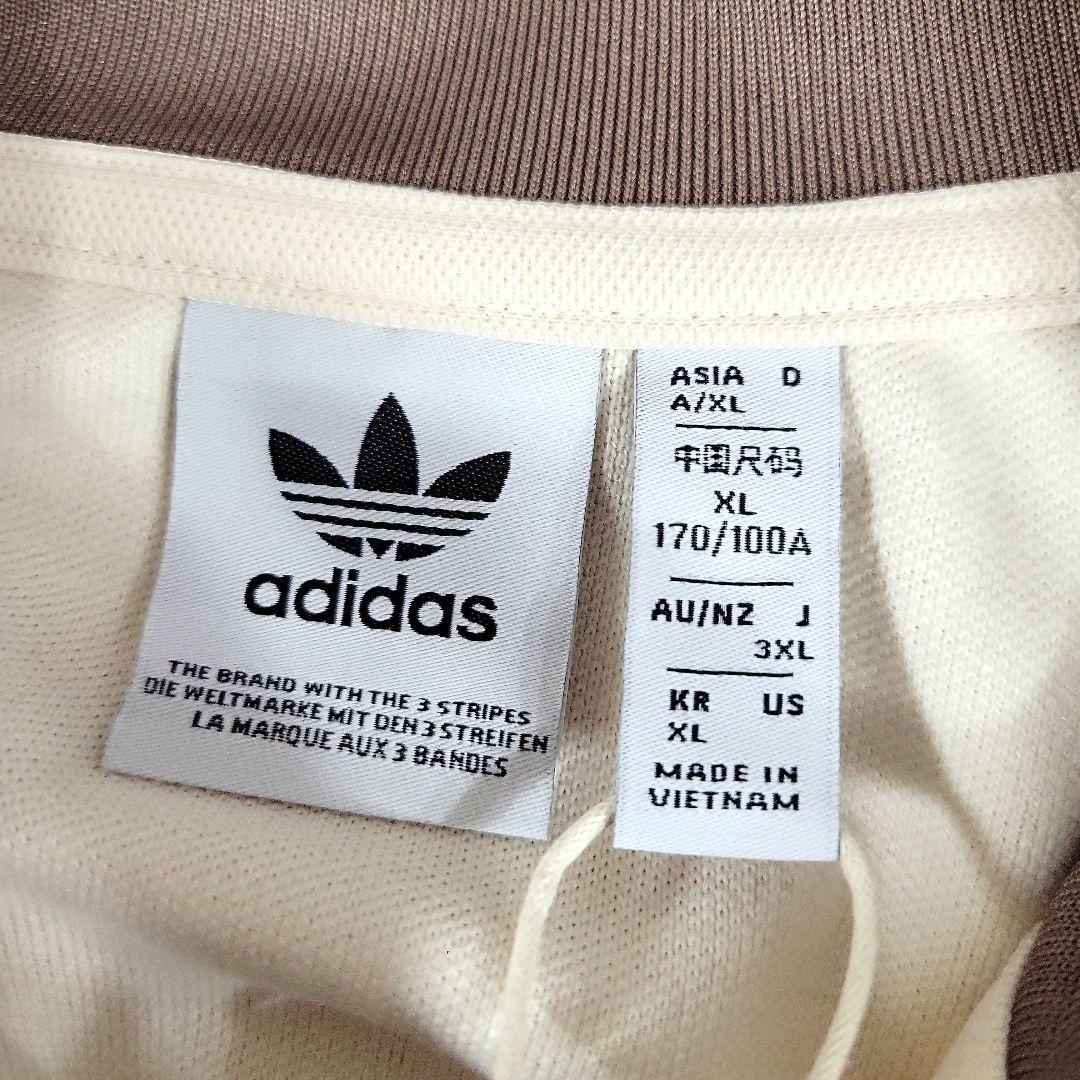 adidas
THE BRAND WITH THE 3 STRIPES
DIE WELTMARKE MIT DEN 3 STREIFEN
LA MARQUE AUX 3 BANDES
ASIA D
A/XL
中国尺码
XL
170/100A
AU/NZ J
3XL
KR US
XL
MADE IN
VIETNAM